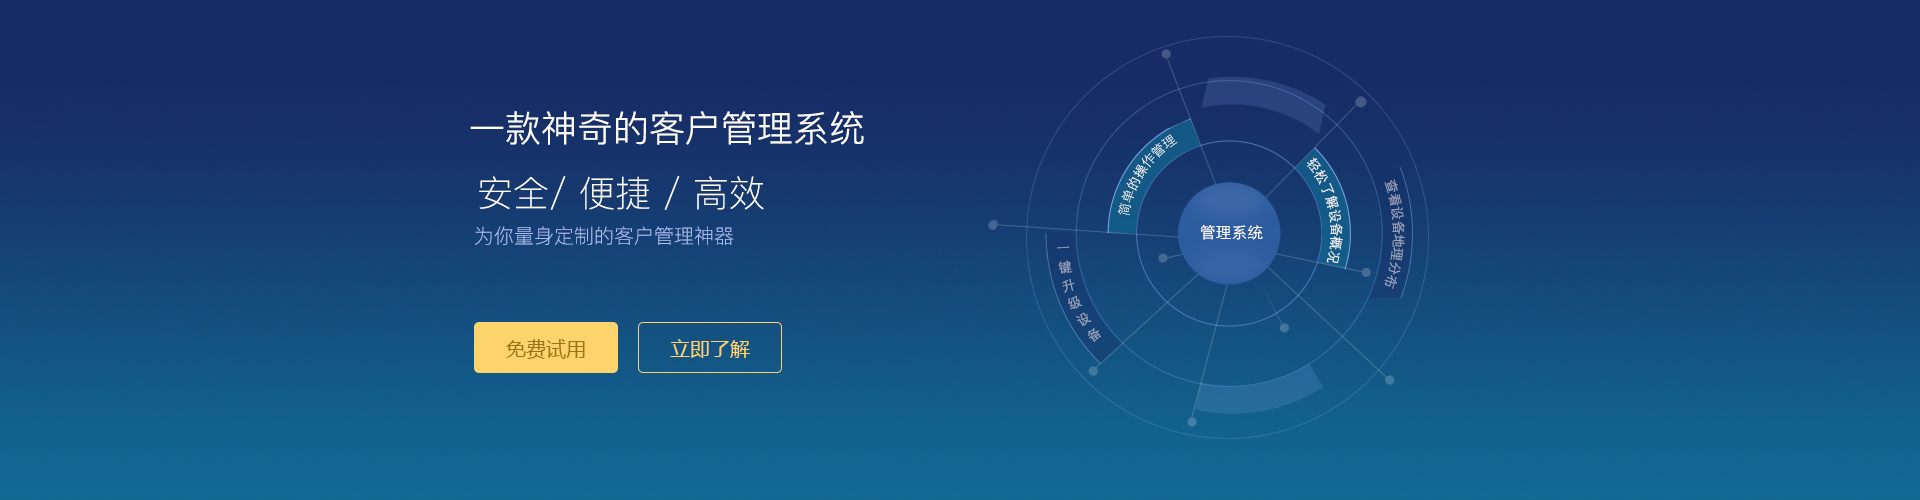 一款神奇的客户管理系统
安全/ 便捷 / 高效
为你量身定制的客户管理神器
免费试用
立即了解
管理系统
简单的操作管理
轻松了解设备概况
查看设备地理分布
一键升级设备